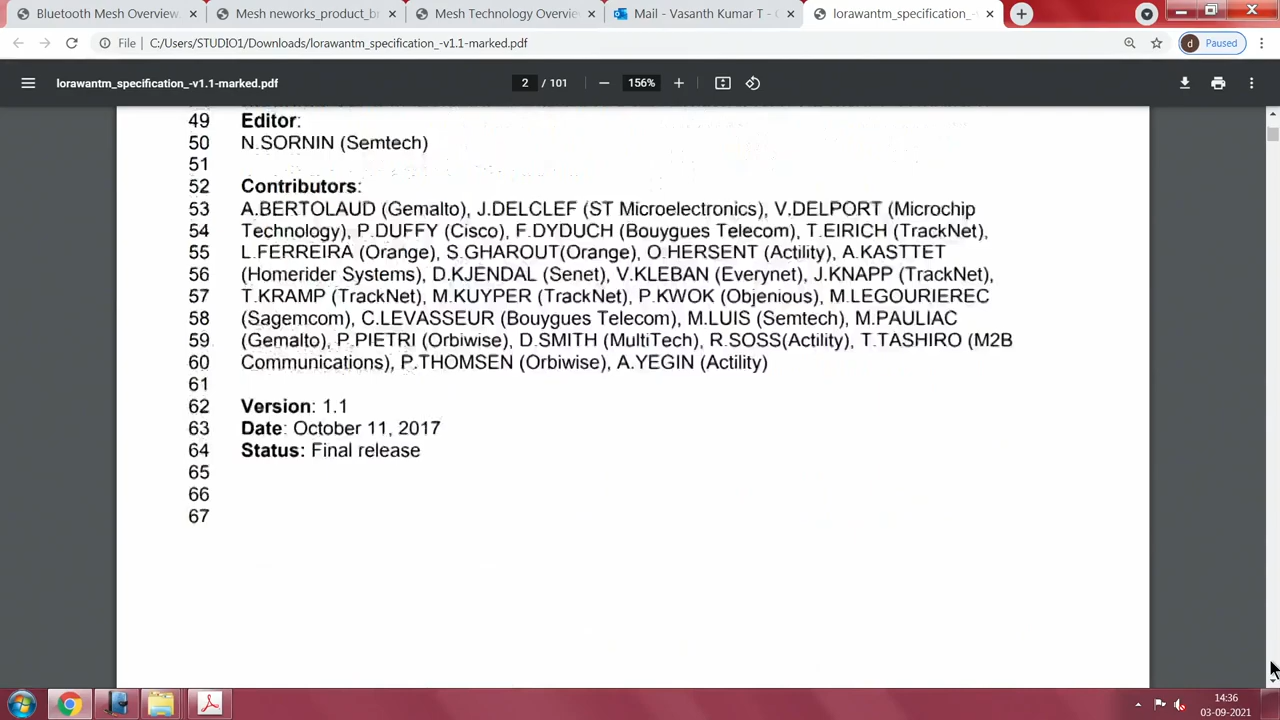 Bluetooth Mesh Overview
Mesh reworks_product_b
Mesh Technology Overvie
Mail - Vasanth Kumar T -
lorawantm_specification_-
File
C:/Users/STUDIO1/Downloads/lorawantm_specification_-v1.1-marked.pdf
d Paused
lorawantm_specification_-v1.1-marked.pdf
2 / 101
156%
49 Editor:
50 N.SORNIN (Semtech)
51
52 Contributors:
53 A.BERTOLAUD (Gemalto), J.DELCLEF (ST Microelectronics), V.DELPORT (Microchip
54 Technology), P.DUFFY (Cisco), F.DYDUCH (Bouygues Telecom), T.EIRICH (TrackNet),
55 L.FERREIRA (Orange), S.GHAROUT(Orange), O.HERSENT (Actility), A.KASTTET
56 (Homerider Systems), D.KJENDAL (Senet), V.KLEBAN (Everynet), J.KNAPP (TrackNet),
57 T.KRAMP (TrackNet), M.KUYPER (TrackNet), P.KWOK (Objenious), M.LEGOURIEREC
58 (Sagemcom), C.LEVASSEUR (Bouygues Telecom), M.LUIS (Semtech), M.PAULIAC
59 (Gemalto), P.PIETRI (Orbiwise), D.SMITH (MultiTech), R.SOSS(Actility), T.TASHIRO (M2B
60 Communications), P.THOMSEN (Orbiwise), A.YEGIN (Actility)
61
62 Version: 1.1
63 Date: October 11, 2017
64 Status: Final release
65
66
67
14:36
03-09-2021